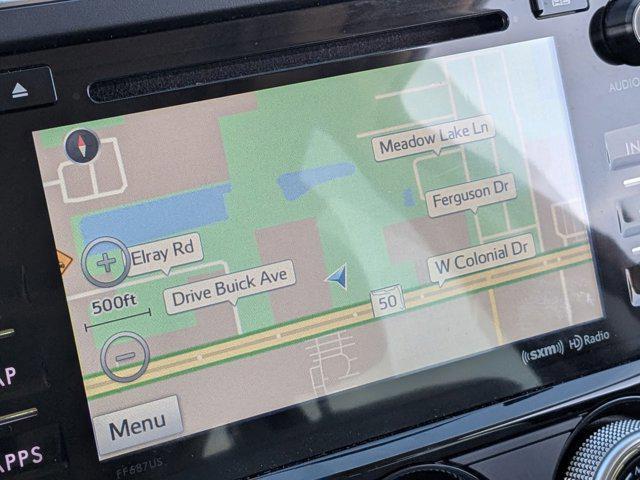 AUDIO
IN
Meadow Lake Ln
Ferguson Dr
Elray Rd
W Colonial Dr
Drive Buick Ave
500ft
50
sxm
HD Radio
AP
Menu
APPS
FF687US